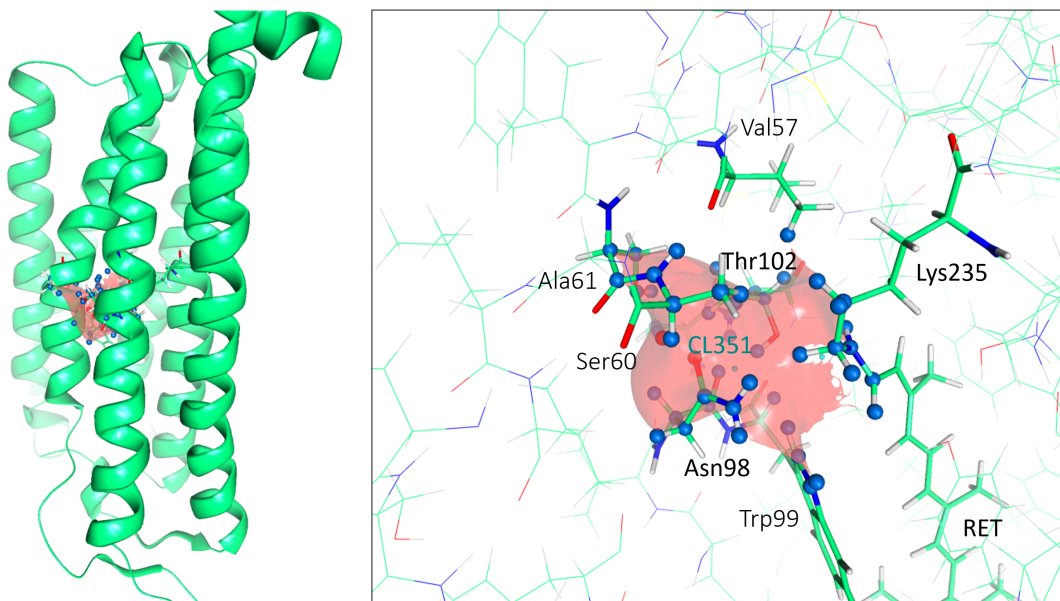 Val57
Lys235
Thr102
Ala61
CL351
Ser60
Asn98
Trp99
RET